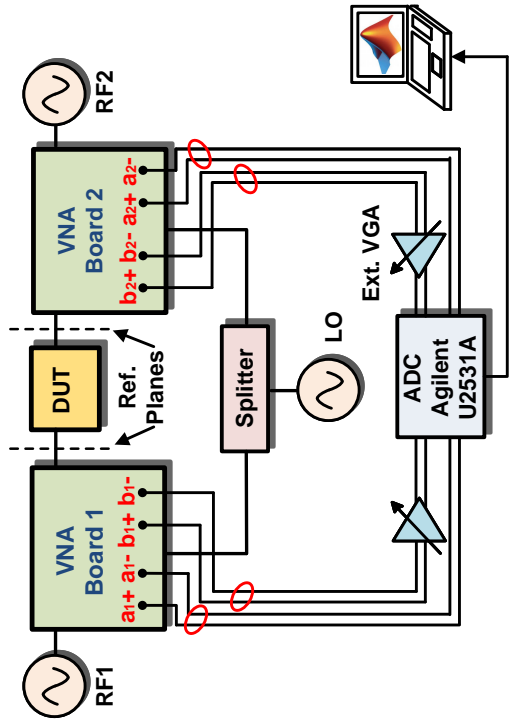 RF1
VNA
Board 1
a1+ a1- b1+ b1-
DUT
Ref.
Planes
VNA
Board 2
b2+ b2- a2+ a2-
RF2
Splitter
LO
Ext. VGA
ADC
Agilent
U2531A